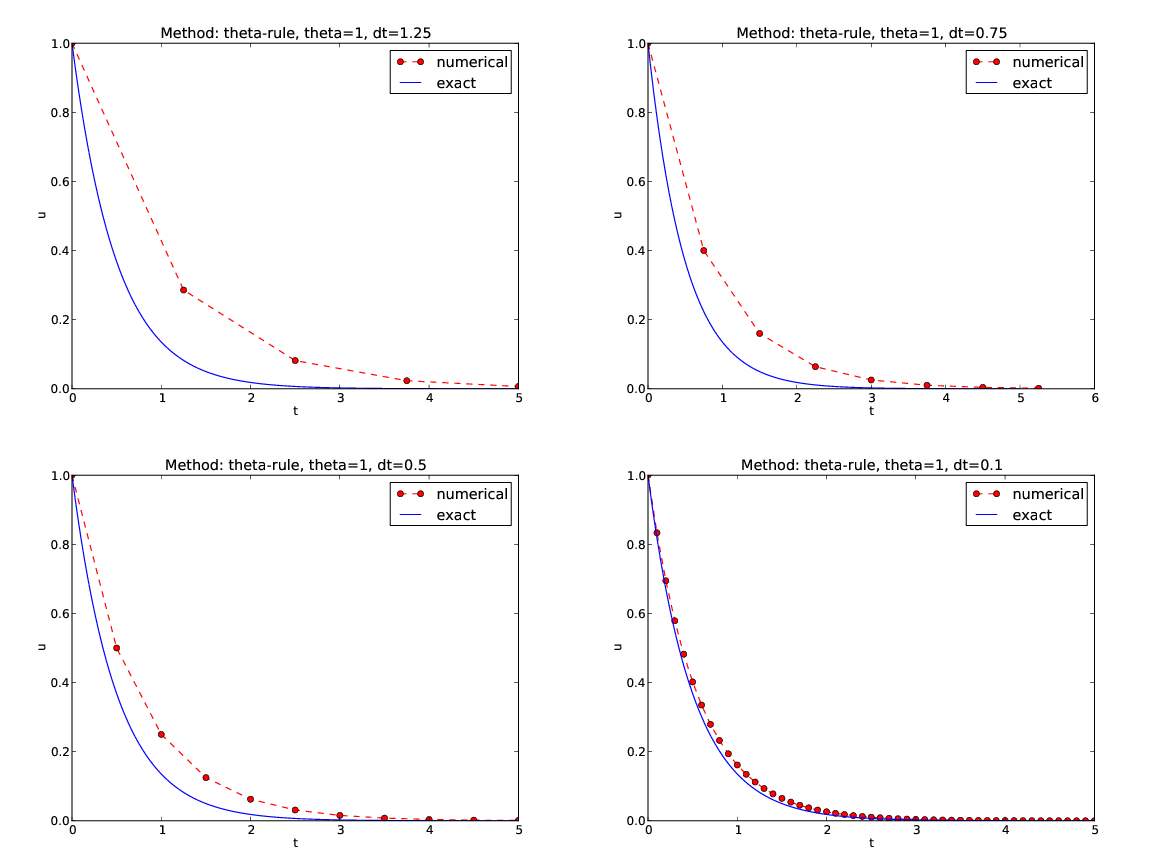 Method: theta-rule, theta=1, dt=1.25
1.0
0.8
0.6
0.4
0.2
0.0
u
numerical
exact
0 1 2 3 4 5
t
Method: theta-rule, theta=1, dt=0.75
1.0
0.8
0.6
0.4
0.2
0.0
u
numerical
exact
0 1 2 3 4 5 6
t
Method: theta-rule, theta=1, dt=0.5
1.0
0.8
0.6
0.4
0.2
0.0
u
numerical
exact
0 1 2 3 4 5
t
Method: theta-rule, theta=1, dt=0.1
1.0
0.8
0.6
0.4
0.2
0.0
u
numerical
exact
0 1 2 3 4 5
t